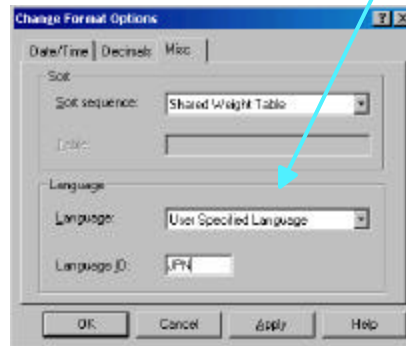 Change Format Options
Date/Time Decimals Misc
Sort
Sort sequence: Shared Weight Table
Table:
Language
Language: User Specified Language
Language ID: JPN
OK Cancel Apply Help